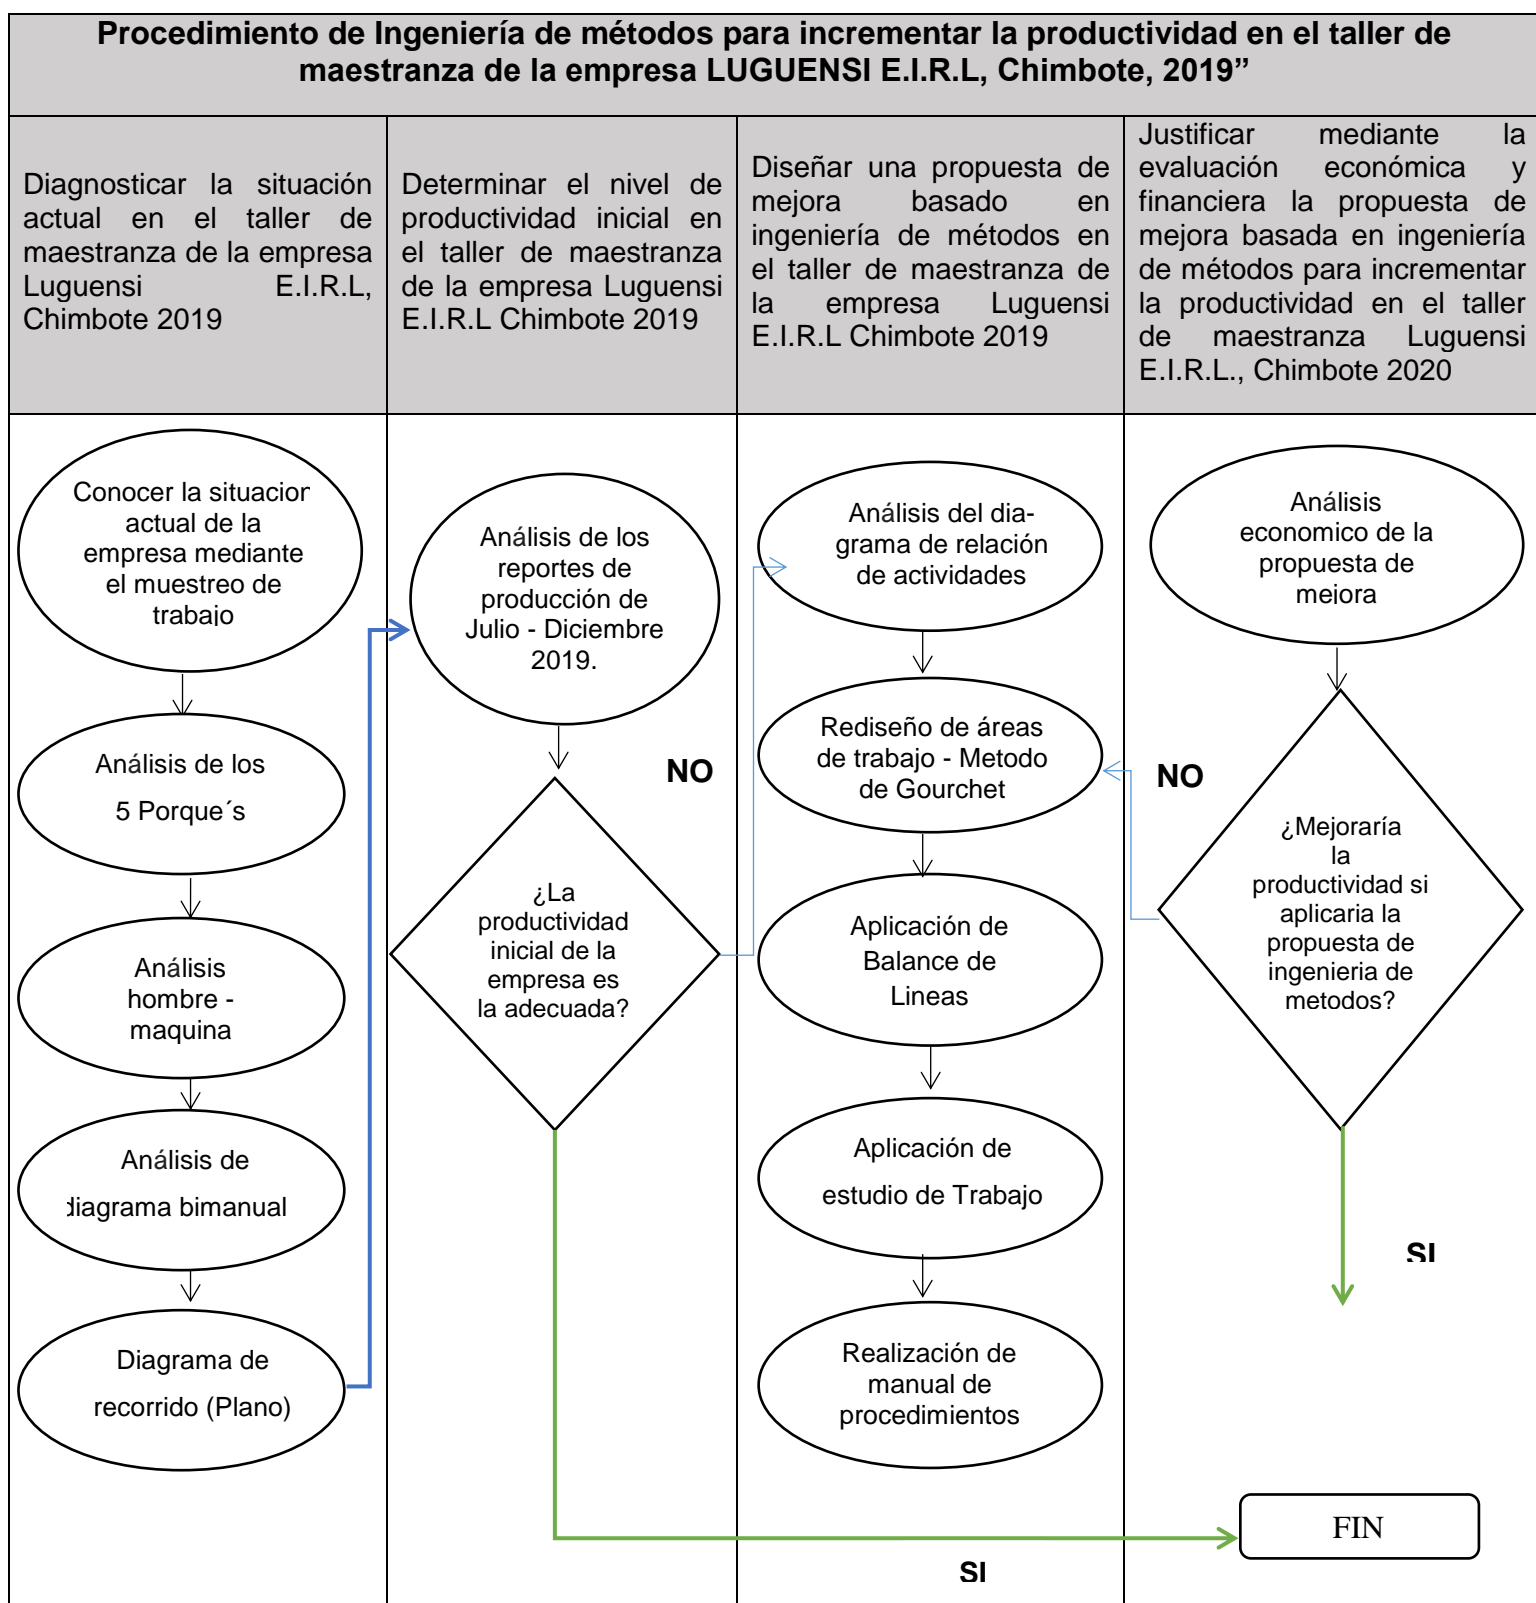 Procedimiento de Ingeniería de métodos para incrementar la productividad en el taller de
maestranza de la empresa LUGUENSI E.I.R.L, Chimbote, 2019”
Diagnosticar la situación
actual en el taller de
maestranza de la empresa
Luguensi E.I.R.L,
Chimbote 2019
Determinar el nivel de
productividad inicial en
el taller de maestranza
de la empresa Luguensi
E.I.R.L Chimbote 2019
Diseñar una propuesta de
mejora basado en
ingeniería de métodos en
el taller de maestranza de
la empresa Luguensi
E.I.R.L Chimbote 2019
Justificar mediante la
evaluación económica y
financiera la propuesta de
mejora basada en ingeniería
de métodos para incrementar
la productividad en el taller
de maestranza Luguensi
E.I.R.L., Chimbote 2020
Conocer la situacion
actual de la
empresa mediante
el muestreo de
trabajo
Análisis de los
5 Porque´s
Análisis
hombre -
maquina
Análisis de
diagrama bimanual
Diagrama de
recorrido (Plano)
Análisis de los
reportes de
producción de
Julio - Diciembre
2019.
NO
¿La
productividad
inicial de la
empresa es
la adecuada?
SI
Análisis del dia-
grama de relación
de actividades
Rediseño de áreas
de trabajo - Metodo
de Gourchet
Aplicación de
Balance de
Lineas
Aplicación de
estudio de Trabajo
Realización de
manual de
procedimientos
Análisis
economico de la
propuesta de
mejora
NO
¿Mejoraría
la
productividad si
aplicaria la
propuesta de
ingenieria de
metodos?
SI
FIN